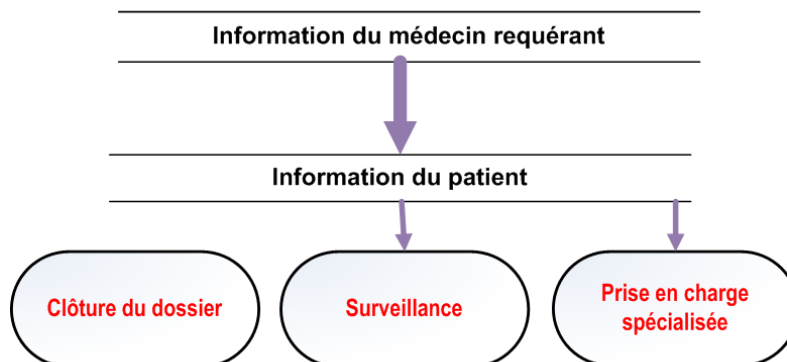 Information du médecin requérant
Information du patient
Clôture du dossier
Surveillance
Prise en charge
spécialisée